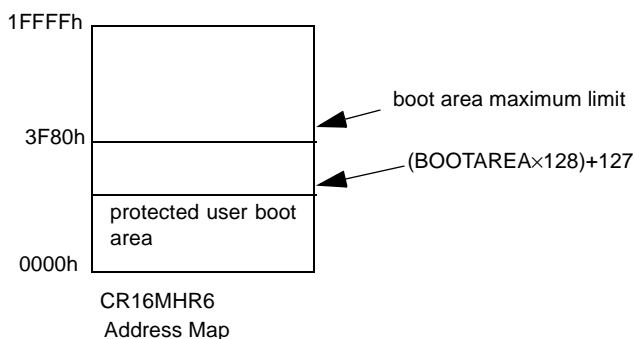 1FFFFh
boot area maximum limit
3F80h
(BOOTAREA×128)+127
protected user boot
area
0000h
CR16MHR6
Address Map